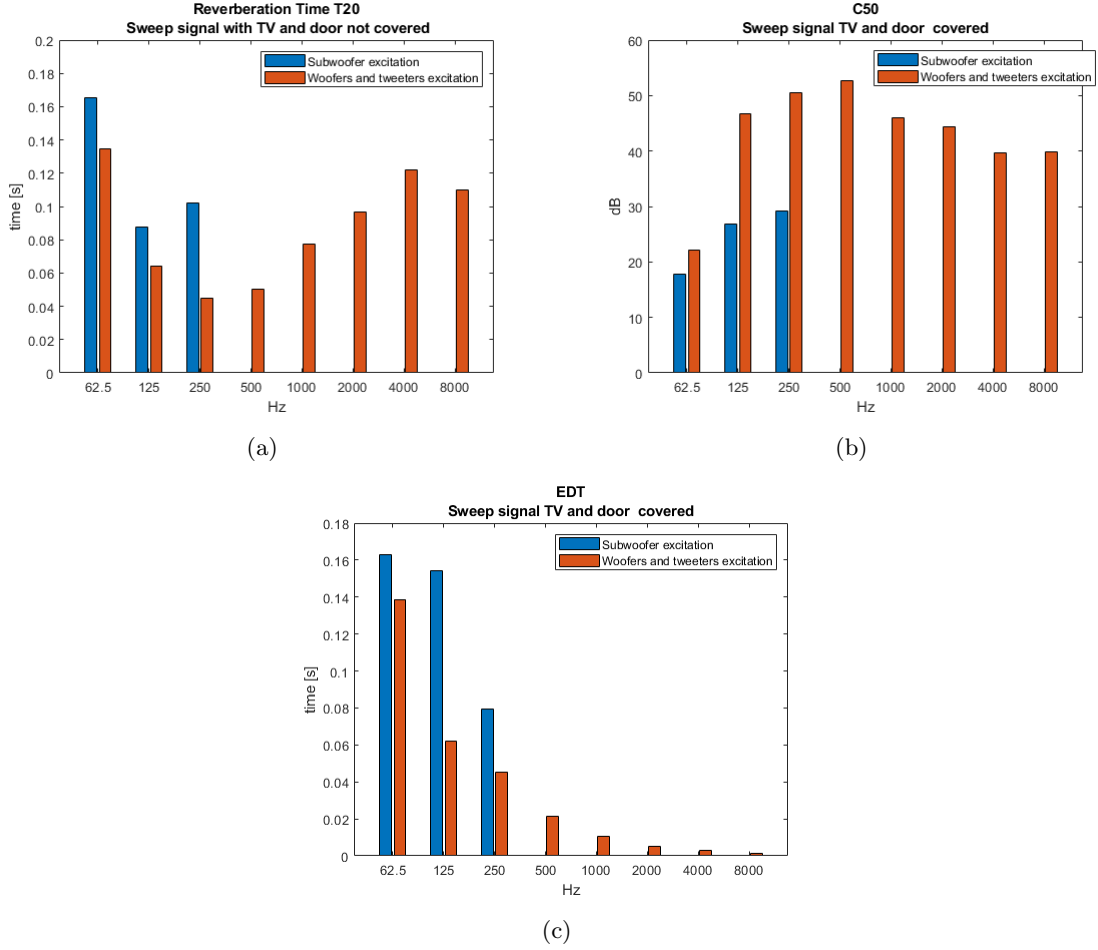 Reverberation Time T20
Sweep signal with TV and door not covered
0.2
0.18
0.16
0.14
0.12
0.1
0.08
0.06
0.04
0.02
0
time [s]
Subwoofer excitation
Woofers and tweeters excitation
62.5 125 250 500 1000 2000 4000 8000
Hz
(a)
C50
Sweep signal TV and door  covered
60
50
40
30
20
10
0
dB
Subwoofer excitation
Woofers and tweeters excitation
62.5 125 250 500 1000 2000 4000 8000
Hz
(b)
EDT
Sweep signal TV and door  covered
0.18
0.16
0.14
0.12
0.1
0.08
0.06
0.04
0.02
0
time [s]
Subwoofer excitation
Woofers and tweeters excitation
62.5 125 250 500 1000 2000 4000 8000
Hz
(c)